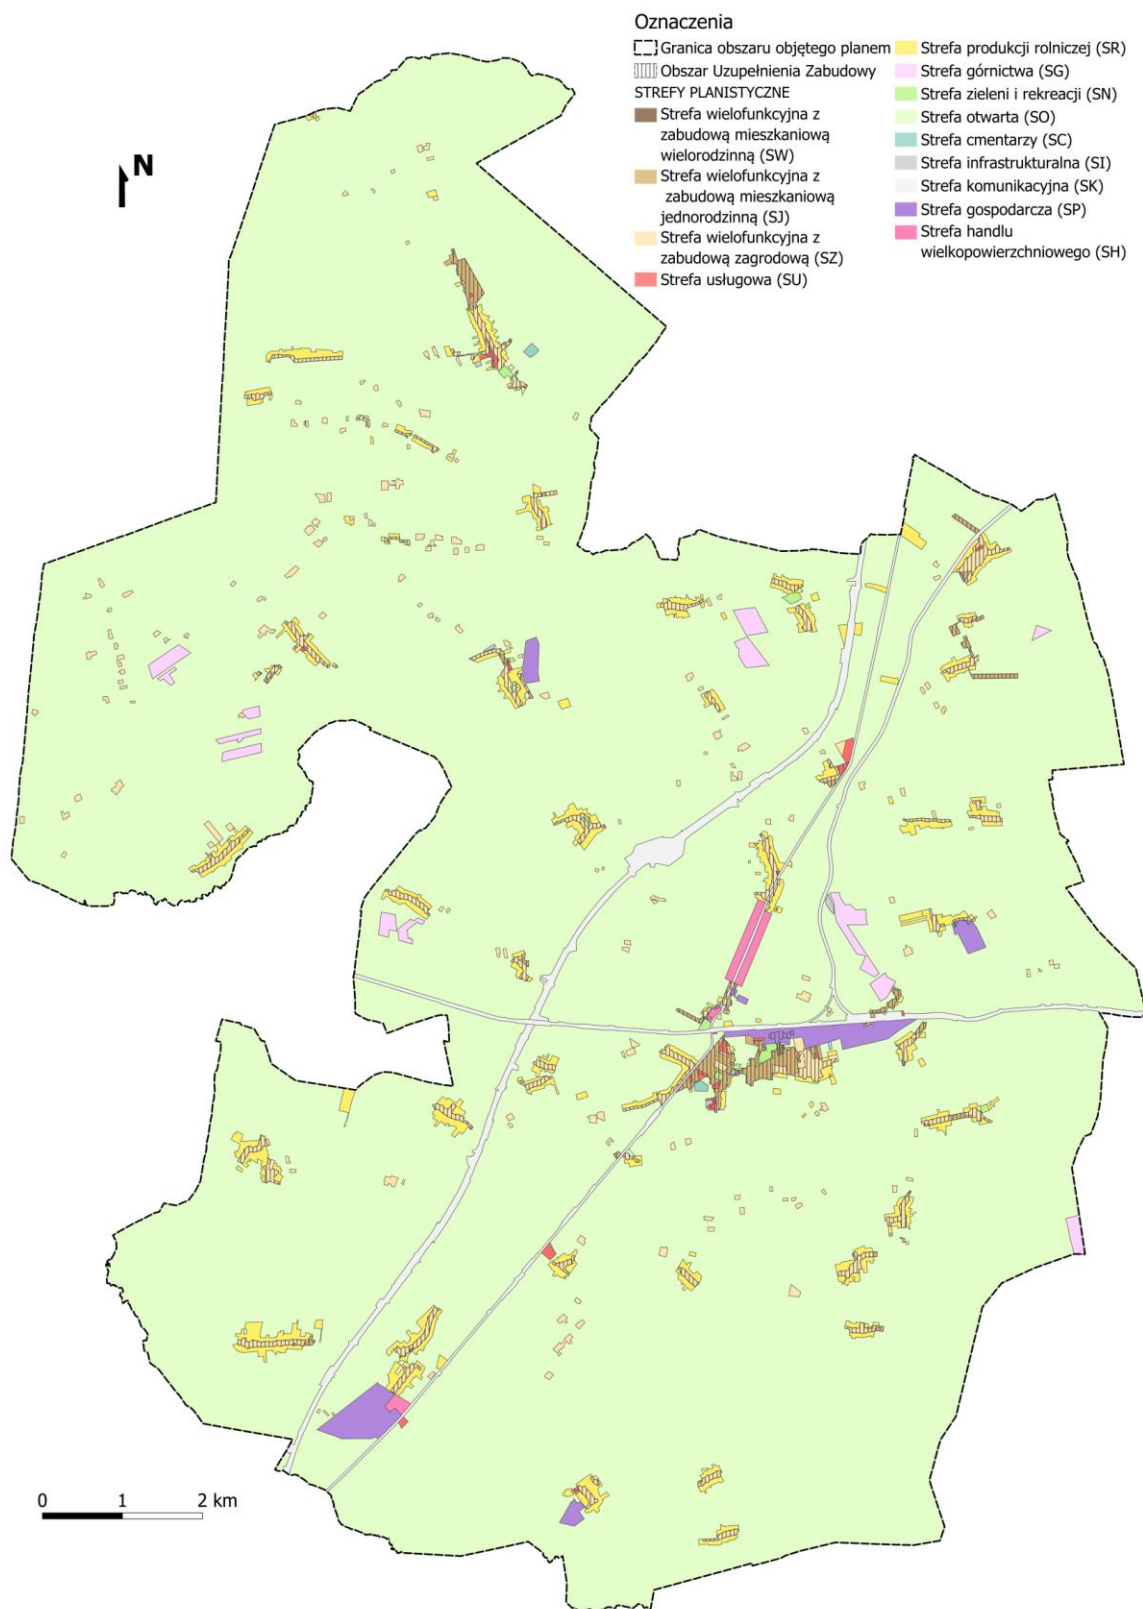 Oznaczenia
Granica obszaru objętego planem
Obszar Uzupełnienia Zabudowy
STREFY PLANISTYCZNE
Strefa wielofunkcyjna z
zabudową mieszkaniową
wielorodzinną (SW)
Strefa wielofunkcyjna z
zabudową mieszkaniową
jednorodzinną (SJ)
Strefa wielofunkcyjna z
zabudową zagrodową (SZ)
Strefa usługowa (SU)
Strefa produkcji rolniczej (SR)
Strefa górnictwa (SG)
Strefa zieleni i rekreacji (SN)
Strefa otwarta (SO)
Strefa cmentarzy (SC)
Strefa infrastrukturalna (SI)
Strefa komunikacyjna (SK)
Strefa gospodarcza (SP)
Strefa handlu
wielkopowierzchniowego (SH)
N
0 1 2 km